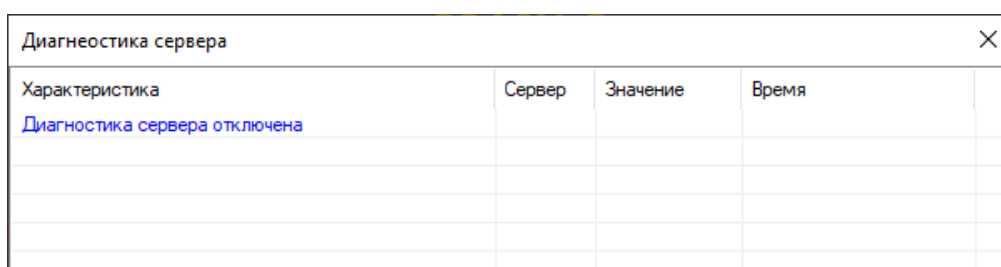 Диагнеостика сервера
Характеристика Сервер Значение Время
Диагностика сервера отключена